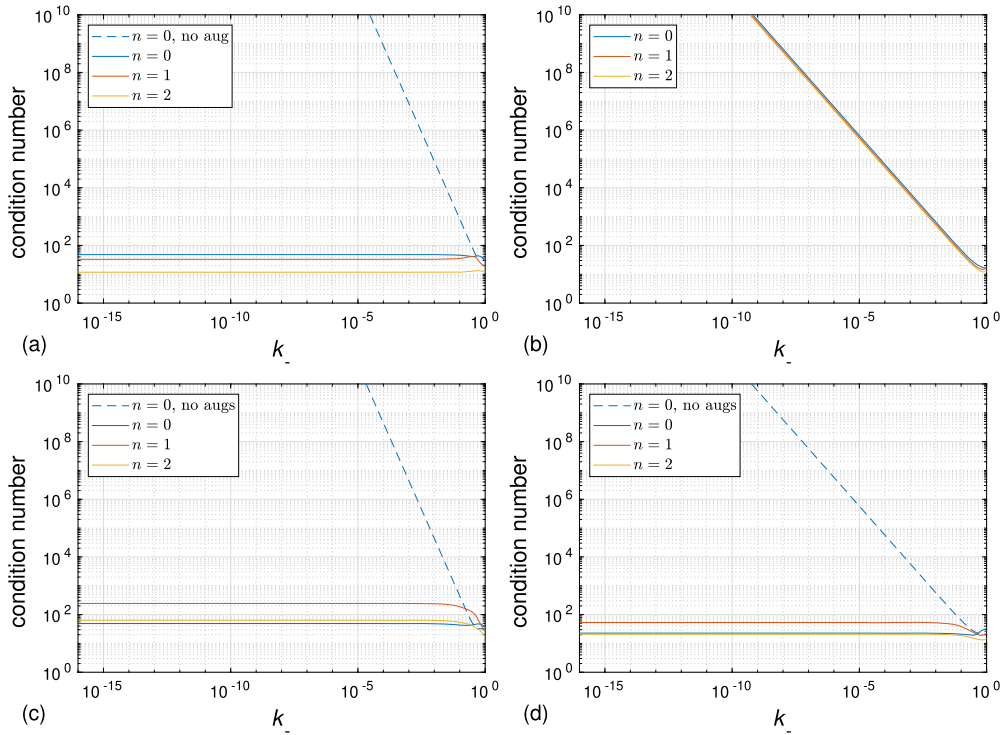 10^10
10^8
10^6
10^4
10^2
10^0
condition number
n = 0, no aug
n = 0
n = 1
n = 2
10^-15
10^-10
10^-5
10^0
(a)
k_-
10^10
10^8
10^6
10^4
10^2
10^0
condition number
n = 0
n = 1
n = 2
10^-15
10^-10
10^-5
10^0
(b)
k_-
10^10
10^8
10^6
10^4
10^2
10^0
condition number
n = 0, no augs
n = 0
n = 1
n = 2
10^-15
10^-10
10^-5
10^0
(c)
k_-
10^10
10^8
10^6
10^4
10^2
10^0
condition number
n = 0, no augs
n = 0
n = 1
n = 2
10^-15
10^-10
10^-5
10^0
(d)
k_-